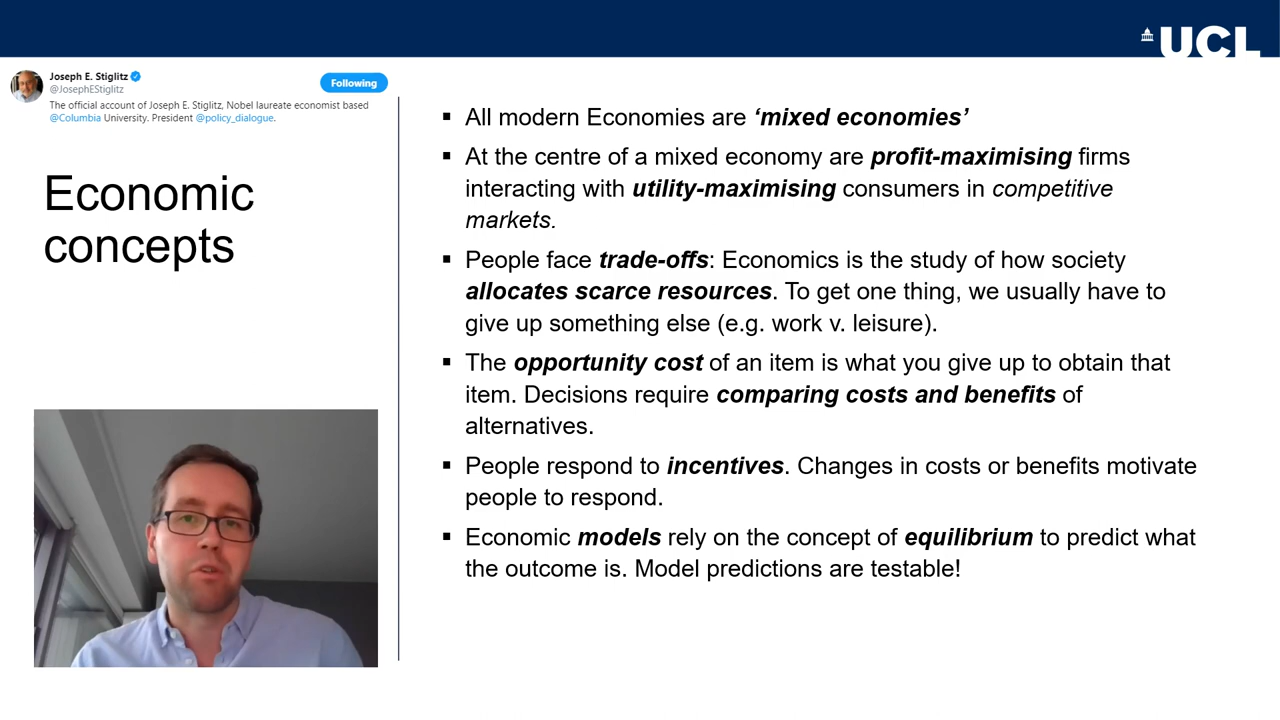 UCL
Joseph E. Stiglitz
@JosephEStiglitz
Following
The official account of Joseph E. Stiglitz, Nobel laureate economist based
@Columbia University. President @policy_dialogue.
Economic
concepts
▪ All modern Economies are ‘mixed economies’
▪ At the centre of a mixed economy are profit-maximising firms
interacting with utility-maximising consumers in competitive
markets.
▪ People face trade-offs: Economics is the study of how society
allocates scarce resources. To get one thing, we usually have to
give up something else (e.g. work v. leisure).
▪ The opportunity cost of an item is what you give up to obtain that
item. Decisions require comparing costs and benefits of
alternatives.
▪ People respond to incentives. Changes in costs or benefits motivate
people to respond.
▪ Economic models rely on the concept of equilibrium to predict what
the outcome is. Model predictions are testable!